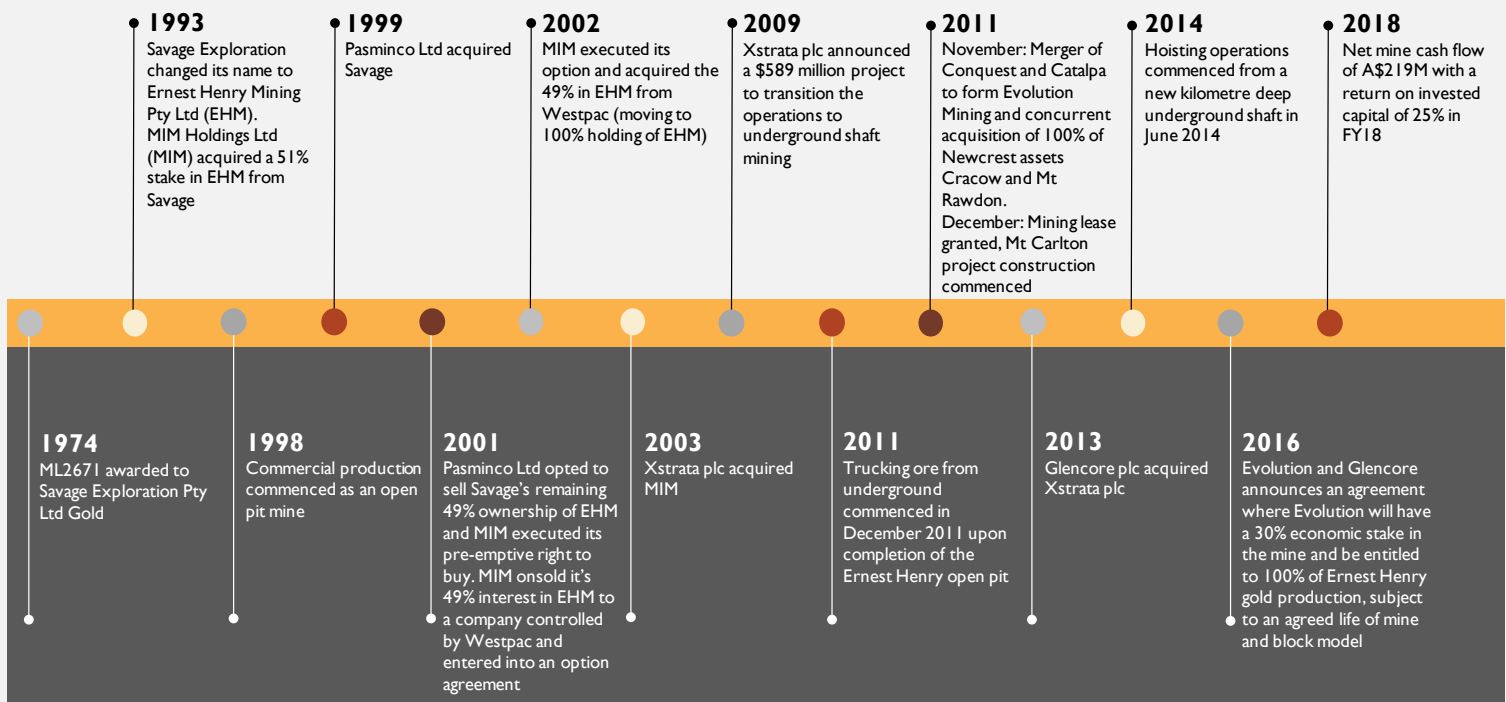 1993
Savage Exploration
changed its name to
Ernest Henry Mining
Pty Ltd (EHM).
MIM Holdings Ltd
(MIM) acquired a 51%
stake in EHM from
Savage
1999
Pasminco Ltd acquired
Savage
2002
MIM executed its
option and acquired the
49% in EHM from
Westpac (moving to
100% holding of EHM)
2009
Xstrata plc announced
a $589 million project
to transition the
operations to
underground shaft
mining
2011
November: Merger of
Conquest and Catalpa
to form Evolution
Mining and concurrent
acquisition of 100% of
Newcrest assets
Cracow and Mt
Rawdon.
December: Mining lease
granted, Mt Carlton
project construction
commenced
2014
Hoisting operations
commenced from a
new kilometre deep
underground shaft in
June 2014
2018
Net mine cash flow
of A$219M with a
return on invested
capital of 25% in
FY18
1974
ML2671 awarded to
Savage Exploration Pty
Ltd Gold
1998
Commercial production
commenced as an open
pit mine
2001
Pasminco Ltd opted to
sell Savage's remaining
49% ownership of EHM
and MIM executed its
pre-emptive right to
buy. MIM onsold it's
49% interest in EHM to
a company controlled
by Westpac and
entered into an option
agreement
2003
Xstrata plc acquired
MIM
2011
Trucking ore from
underground
commenced in
December 2011 upon
completion of the
Ernest Henry open pit
2013
Glencore plc acquired
Xstrata plc
2016
Evolution and Glencore
announces an agreement
where Evolution will have
a 30% economic stake in
the mine and be entitled
to 100% of Ernest Henry
gold production, subject
to an agreed life of mine
and block model